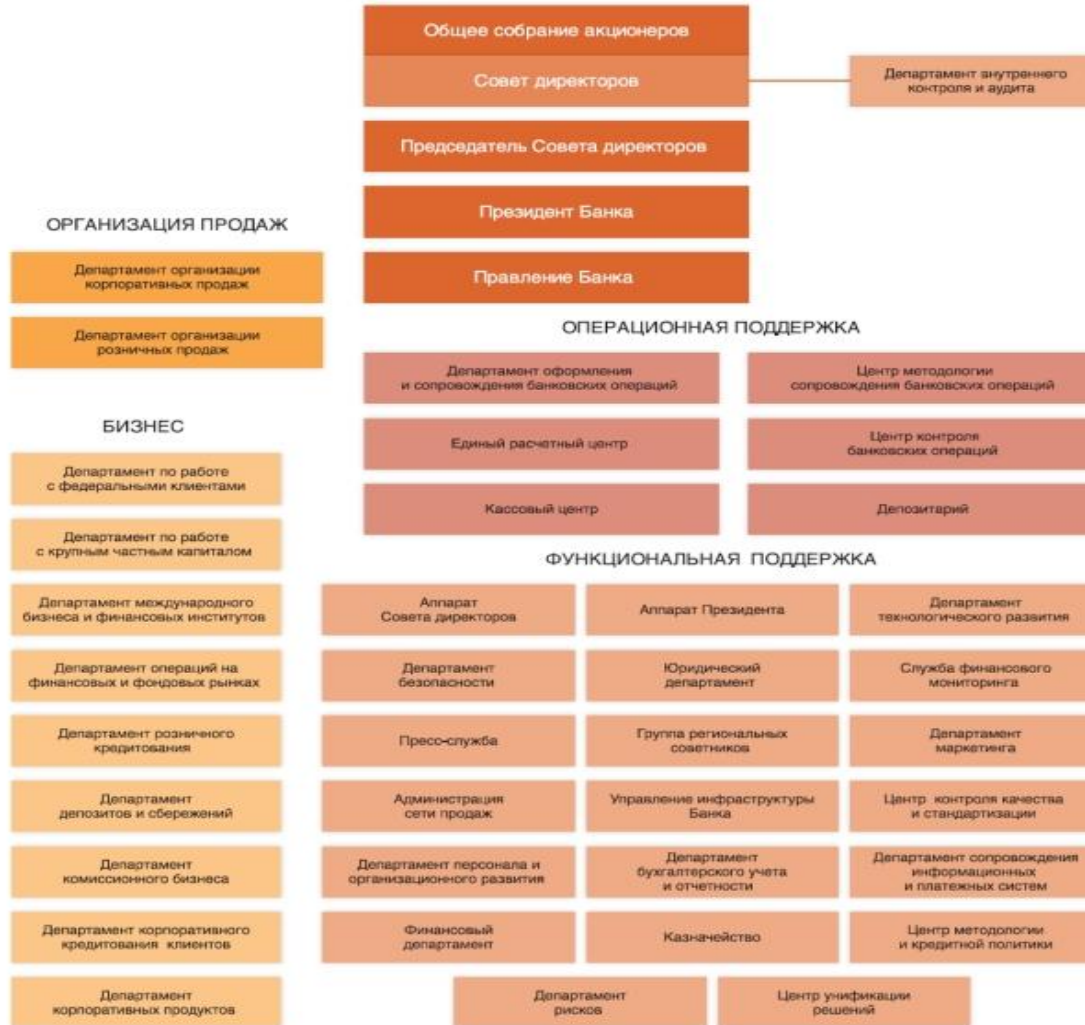 Общее собрание акционеров
Совет директоров
Департамент внутреннего
контроля и аудита
Председатель Совета директоров
Президент Банка
Правление Банка
ОРГАНИЗАЦИЯ ПРОДАЖ
Департамент организации
корпоративных продаж
Департамент организации
розничных продаж
БИЗНЕС
Департамент по работе
с федеральными клиентами
Департамент по работе
с крупным частным капиталом
Департамент международного
бизнеса и финансовых институтов
Департамент операций на
финансовых и фондовых рынках
Департамент розничного
кредитования
Департамент
депозитов и сбережений
Департамент
комиссионного бизнеса
Департамент корпоративного
кредитования клиентов
Департамент
корпоративных продуктов
ОПЕРАЦИОННАЯ ПОДДЕРЖКА
Департамент оформления
и сопровождения банковских операций
Центр методологии
сопровождения банковских операций
Единый расчетный центр
Центр контроля
банковских операций
Кассовый центр
Депозитарий
ФУНКЦИОНАЛЬНАЯ ПОДДЕРЖКА
Аппарат
Совета директоров
Аппарат Президента
Департамент
технологического развития
Департамент
безопасности
Юридический
департамент
Служба финансового
мониторинга
Пресс-служба
Группа региональных
советников
Департамент
маркетинга
Администрация
сети продаж
Управление инфраструктуры
Банка
Центр контроля качества
и стандартизации
Департамент персонала и
организационного развития
Департамент
бухгалтерского учета
и отчетности
Департамент сопровождения
информационных
и платежных систем
Финансовый
департамент
Казначейство
Центр методологии
и кредитной политики
Департамент
рисков
Центр унификации
решений